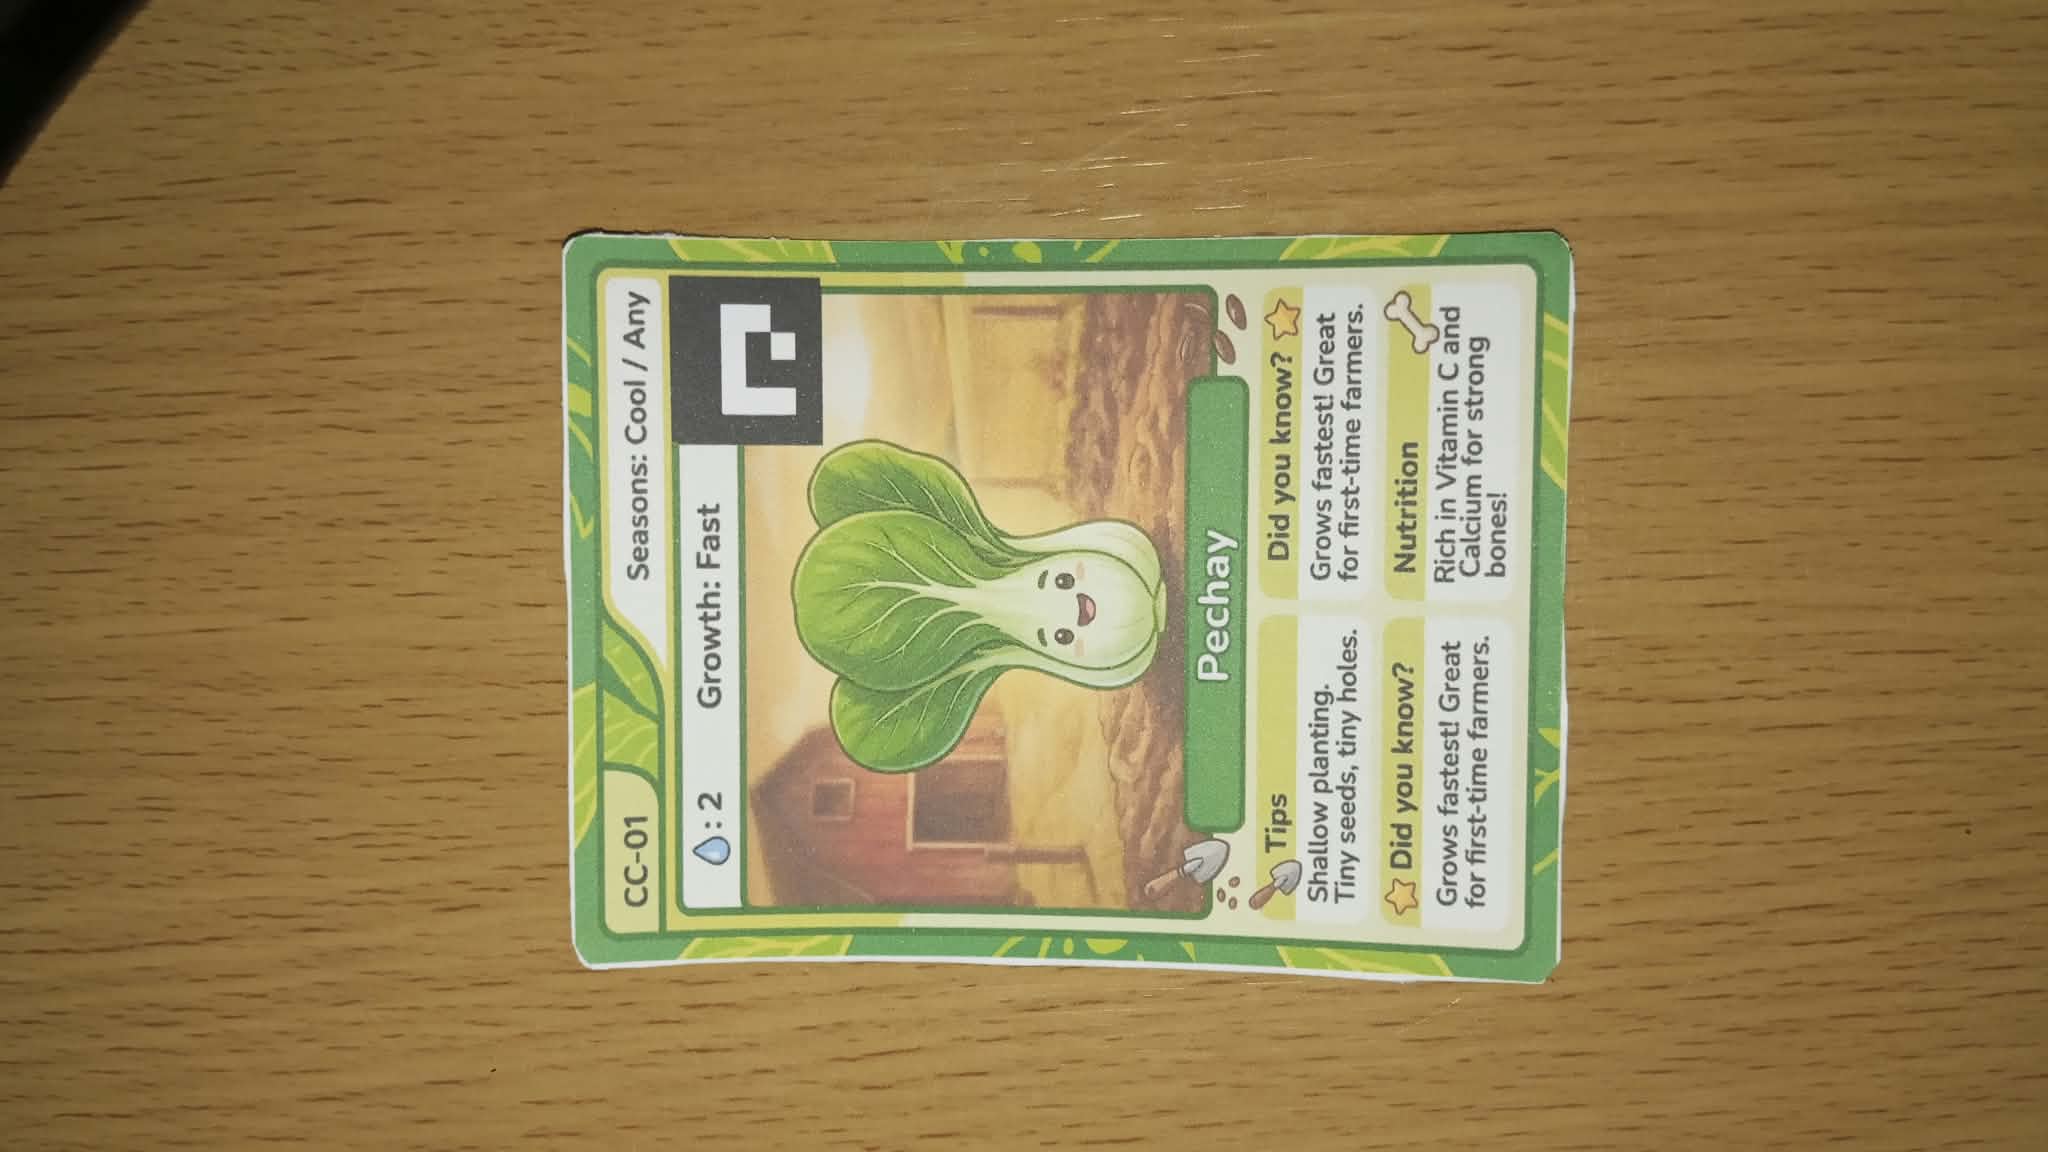 CC-01
Seasons: Cool / Any
: 2
Growth: Fast
Pechay
Tips
Shallow planting.
Tiny seeds, tiny holes.
Did you know?
Grows fastest! Great
for first-time farmers.
Did you know?
Grows fastest! Great
for first-time farmers.
Nutrition
Rich in Vitamin C and
Calcium for strong
bones!